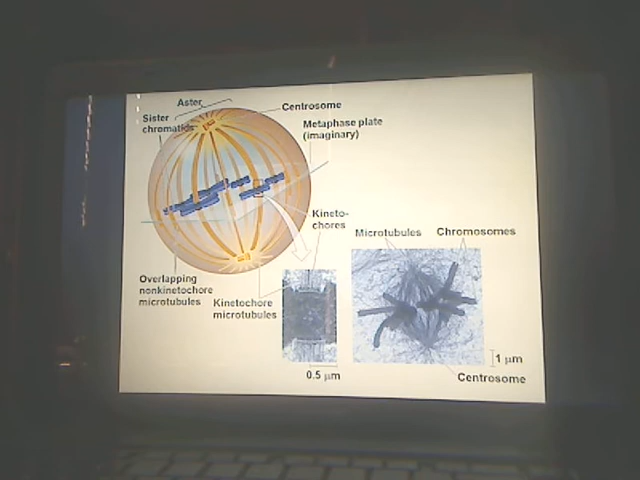 Aster
Centrosome
Sister
chromatids
Metaphase plate
(imaginary)
Kineto-
chores
Microtubules
Chromosomes
Overlapping
nonkinetochore
microtubules
Kinetochore
microtubules
1 µm
0.5 µm
Centrosome